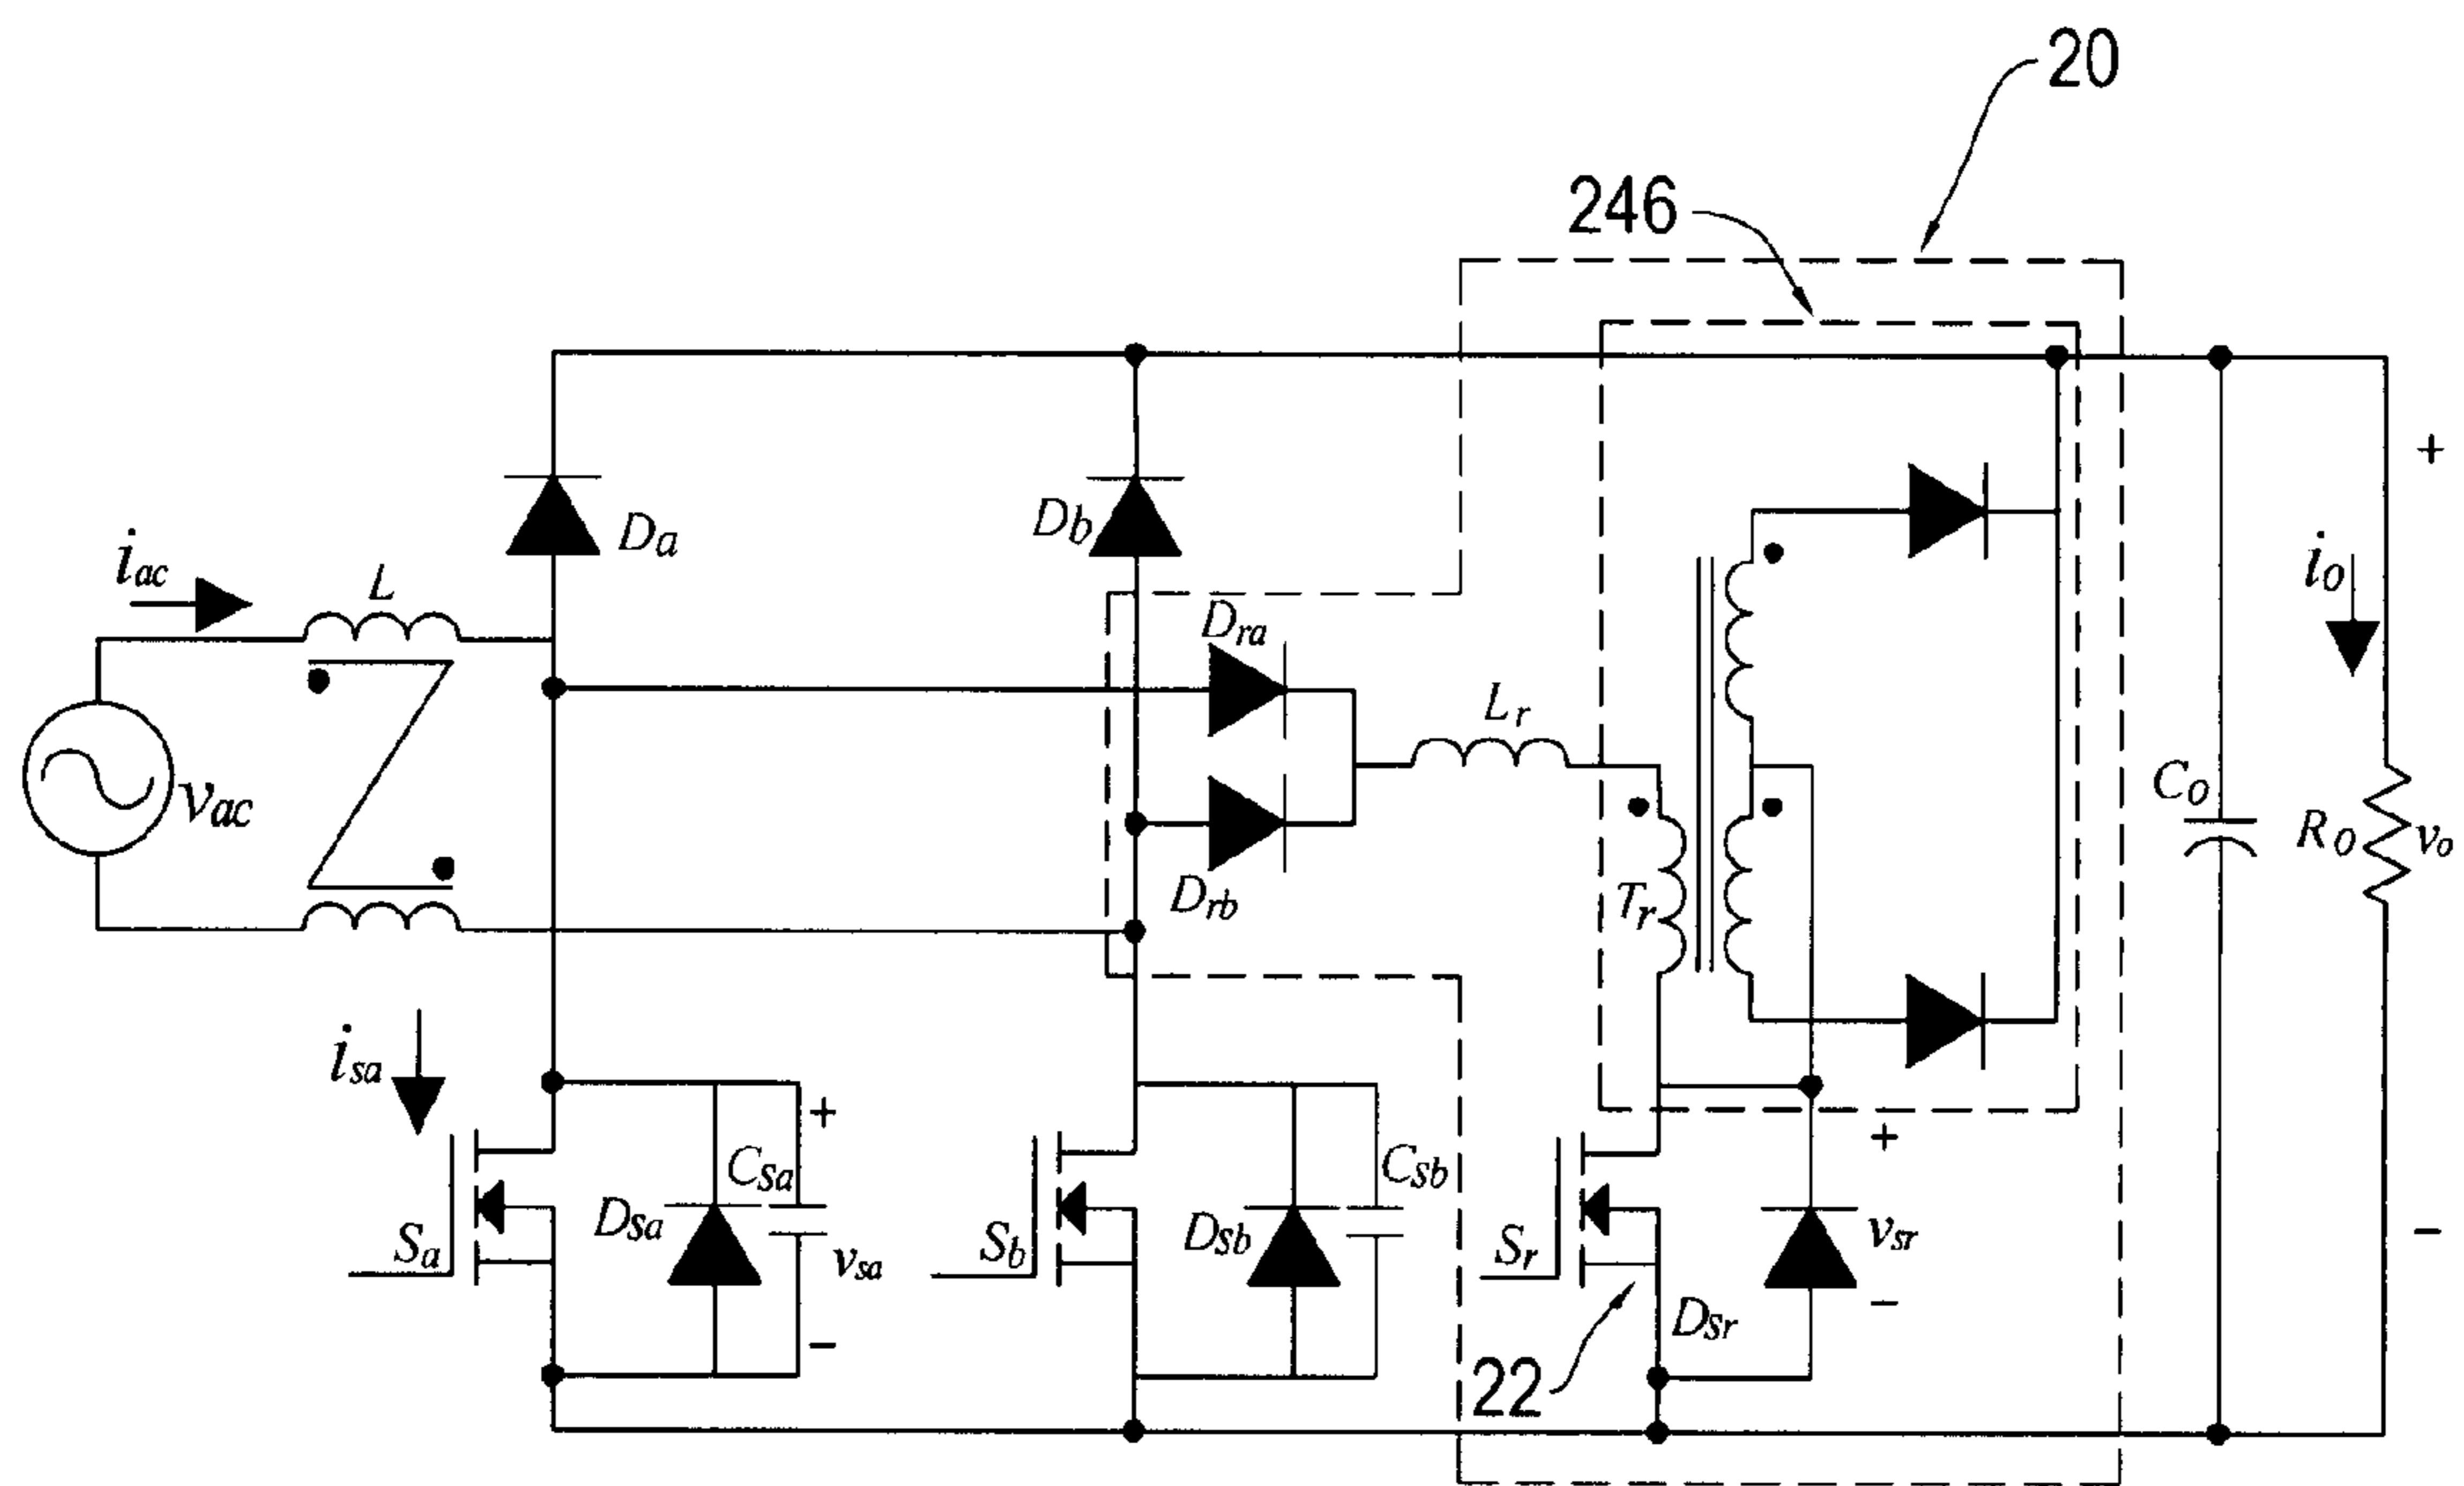 20
246
Da
Db
iac
L
Dra
Lr
io
+
vac
Drb
Tr
Co
Ro
vo
isa
+
Csa
Dsa
vsa
Sa
−
Csb
Dsb
Sb
+
Sr
vsr
−
Dsr
22
−